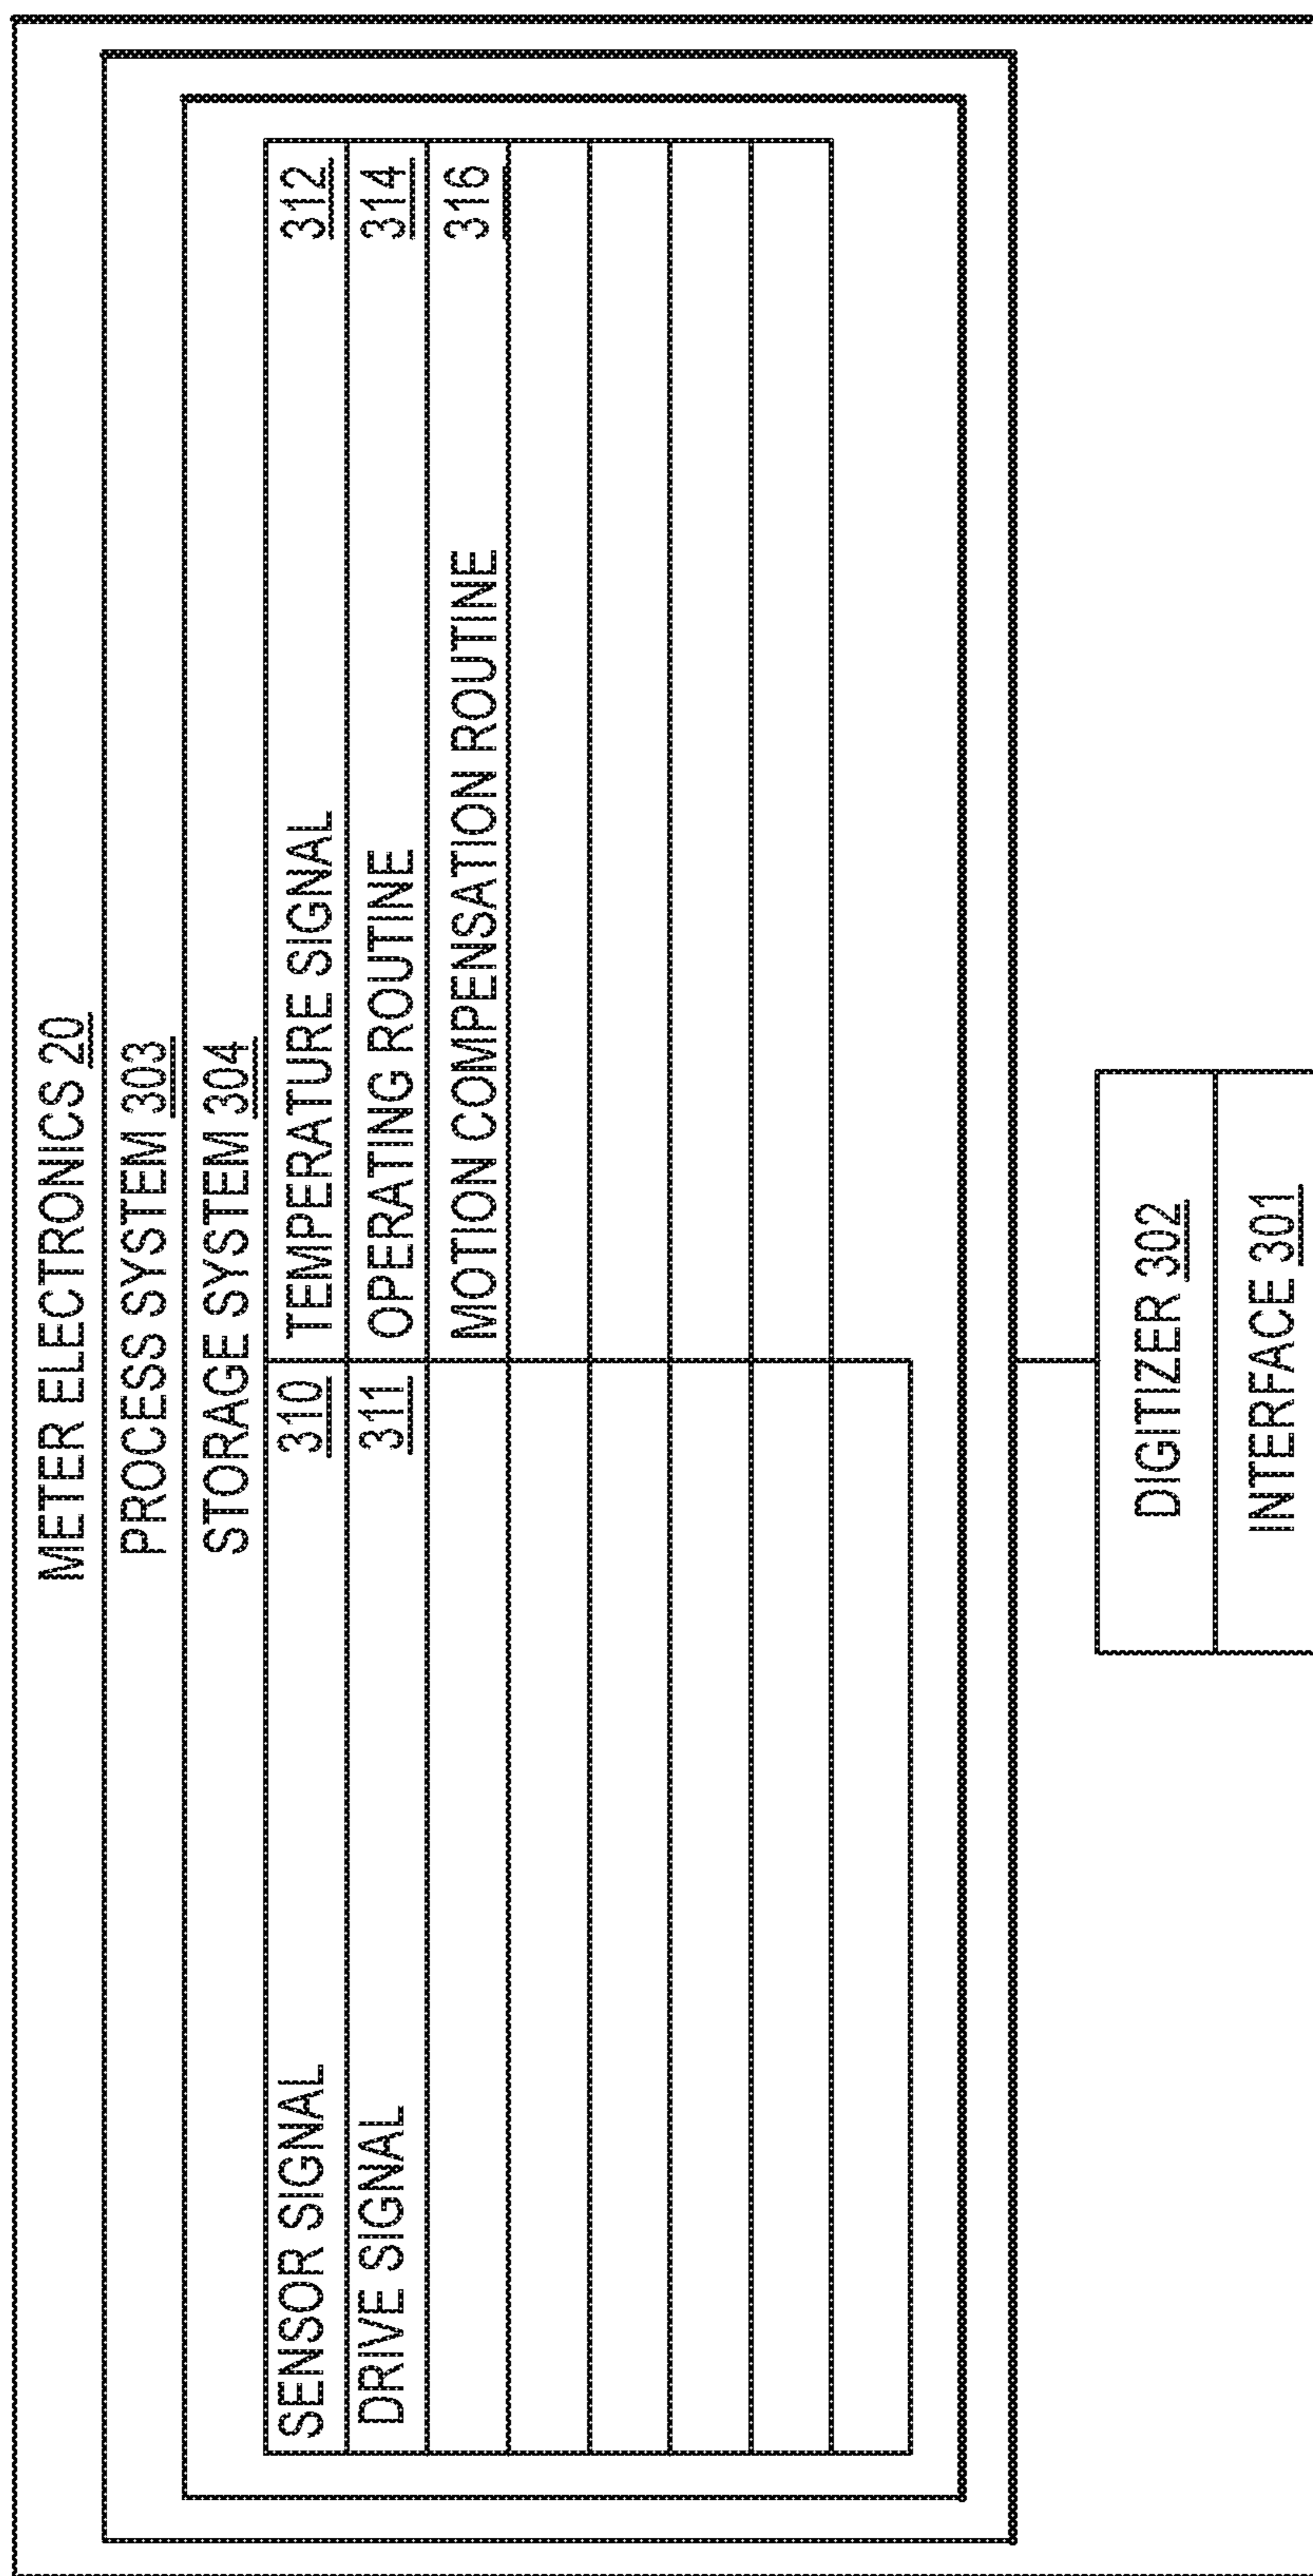 METER ELECTRONICS 20
PROCESS SYSTEM 303
STORAGE SYSTEM 304
SENSOR SIGNAL 310
TEMPERATURE SIGNAL 312
DRIVE SIGNAL 311
OPERATING ROUTINE 314
MOTION COMPENSATION ROUTINE 316
DIGITIZER 302
INTERFACE 301